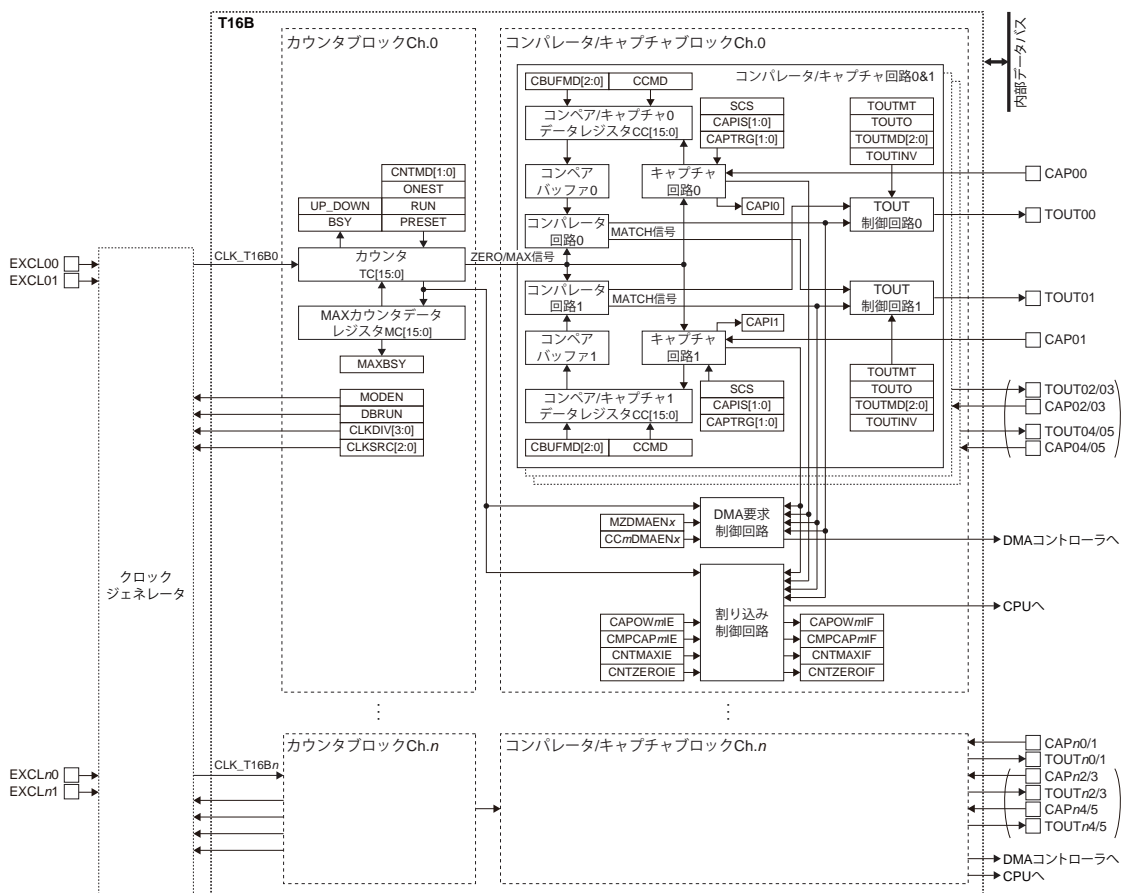 T16B
カウンタブロックCh.0
コンパレータ/キャプチャブロックCh.0
内部データバス
コンパレータ/キャプチャ回路0&1
CBUFMD[2:0]
CCMD
コンペア/キャプチャ0
データレジスタCC[15:0]
SCS
CAPIS[1:0]
CAPTRG[1:0]
TOUTMT
TOUTO
TOUTMD[2:0]
TOUTINV
コンペア
バッファ0
キャプチャ
回路0
CAPI0
CAP00
TOUT
制御回路0
TOUT00
CNTMD[1:0]
ONEST
UP_DOWN
RUN
BSY
PRESET
コンパレータ
回路0
MATCH信号
EXCL00
EXCL01
CLK_T16B0
カウンタ
TC[15:0]
ZERO/MAX信号
コンパレータ
回路1
MATCH信号
TOUT
制御回路1
TOUT01
MAXカウンタデータ
レジスタMC[15:0]
MAXBSY
コンペア
バッファ1
キャプチャ
回路1
CAPI1
CAP01
MODEN
DBRUN
CLKDIV[3:0]
CLKSRC[2:0]
コンペア/キャプチャ1
データレジスタCC[15:0]
CBUFMD[2:0]
CCMD
SCS
CAPIS[1:0]
CAPTRG[1:0]
TOUTMT
TOUTO
TOUTMD[2:0]
TOUTINV
TOUT02/03
CAP02/03
TOUT04/05
CAP04/05
MZDMAENx
CCmDMAENx
DMA要求
制御回路
DMAコントローラへ
クロック
ジェネレータ
割り込み
制御回路
CPUへ
CAPOWmIE
CMPCAPmIE
CNTMAXIE
CNTZEROIE
CAPOWmIF
CMPCAPmIF
CNTMAXIF
CNTZEROIF
⋮
⋮
カウンタブロックCh.n
コンパレータ/キャプチャブロックCh.n
EXCLn0
EXCLn1
CLK_T16Bn
CAPn0/1
TOUTn0/1
CAPn2/3
TOUTn2/3
CAPn4/5
TOUTn4/5
DMAコントローラへ
CPUへ